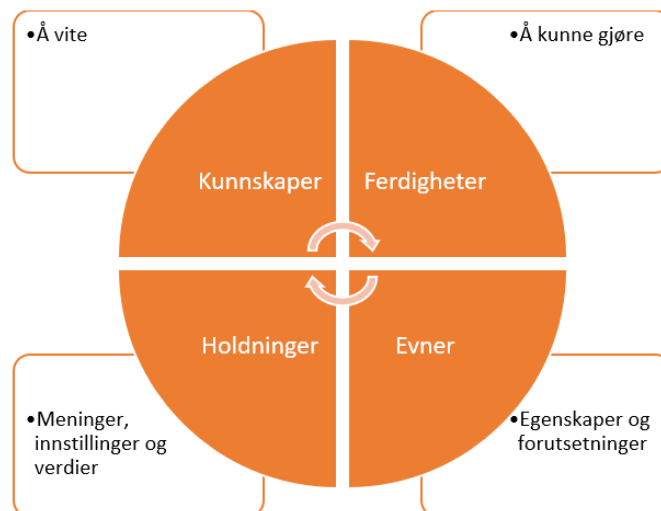 •Å vite
•Å kunne gjøre
Kunnskaper
Ferdigheter
Holdninger
Evner
•Meninger,
innstillinger og
verdier
•Egenskaper og
forutsetninger